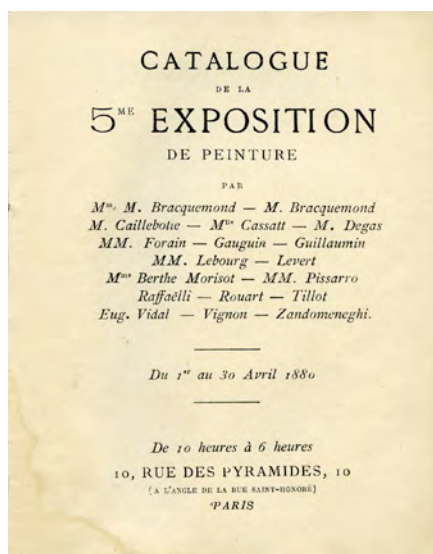 CATALOGUE
DE LA
5ME EXPOSITION
DE PEINTURE
PAR
Mme M. Bracquemond — M. Bracquemond
M. Caillebotte — Mlle Cassatt — M. Degas
MM. Forain — Gauguin — Guillaumin
MM. Lebourg — Levert
Mme Berthe Morisot — MM. Pissarro
Raffaëlli — Rouart — Tillot
Eug. Vidal — Vignon — Zandomeneghi.
Du 1er au 30 Avril 1880
De 10 heures à 6 heures
10, RUE DES PYRAMIDES, 10
(A L'ANGLE DE LA RUE SAINT-HONORÉ)
PARIS